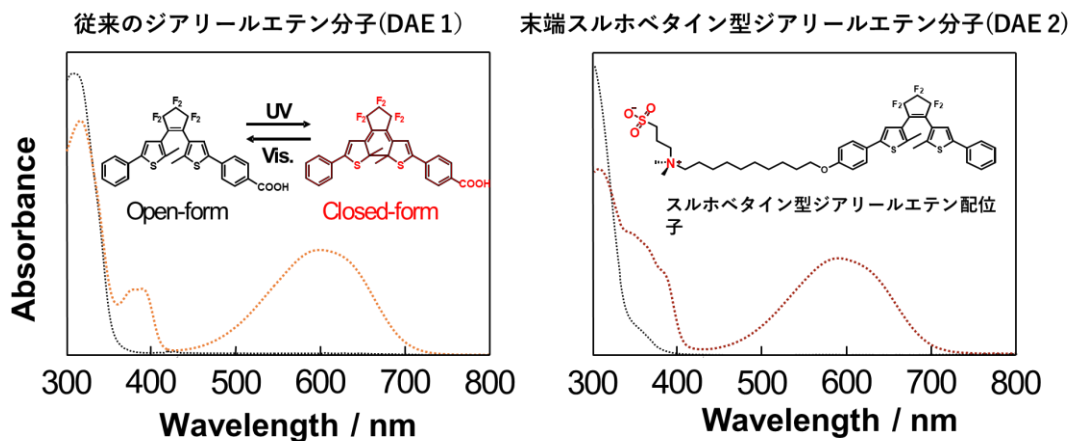 従来のジアリールエテン分子(DAE 1)
末端スルホベタイン型ジアリールエテン分子(DAE 2)
Absorbance
F2
F2 F2
S S
COOH
Open-form
UV
Vis.
F2
F2 F2
S S
COOH
Closed-form
300 400 500 600 700 800
Wavelength / nm
O- O
S
O
N+
O
F2
F2 F2
S S
スルホベタイン型ジアリールエテン配位
子
300 400 500 600 700 800
Wavelength / nm